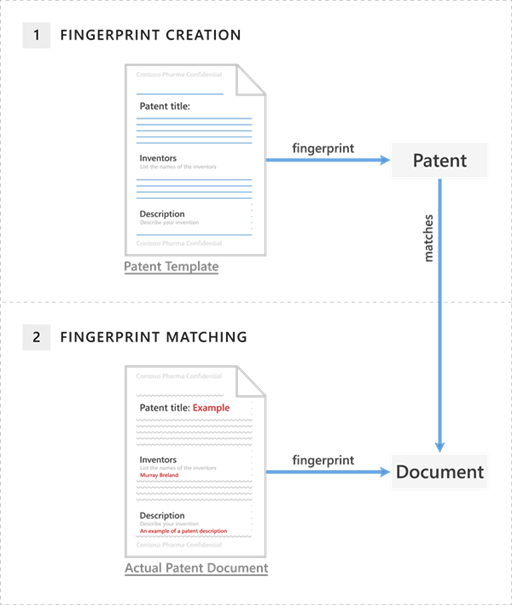 1 FINGERPRINT CREATION
Contoso Pharma Confidential
Patent title:
Inventors
List the names of the inventors
Description
Describe your invention
Contoso Pharma Confidential
Patent Template
fingerprint
Patent
matches
2 FINGERPRINT MATCHING
Contoso Pharma Confidential
Patent title: Example
Inventors
List the names of the inventors
Murray Breland
Description
Describe your invention
An example of a patent description
Contoso Pharma Confidential
Actual Patent Document
fingerprint
Document